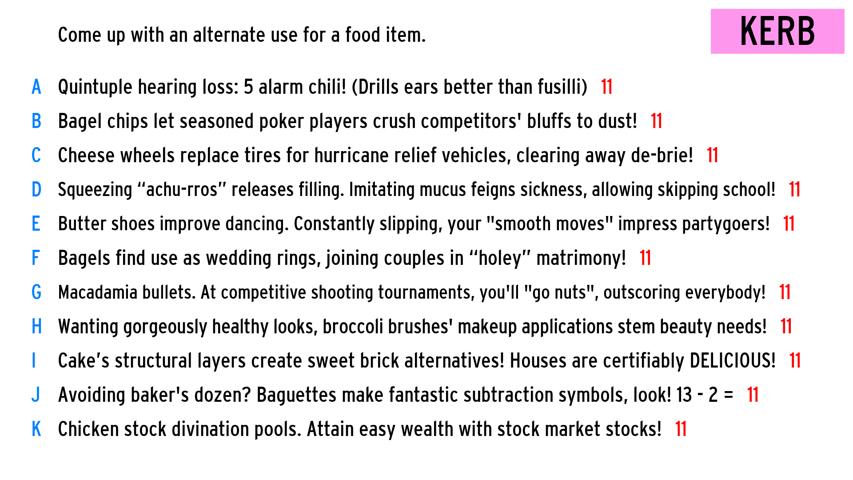 Come up with an alternate use for a food item.
KERB
A Quintuple hearing loss: 5 alarm chili! (Drills ears better than fusilli) 11
B Bagel chips let seasoned poker players crush competitors' bluffs to dust! 11
C Cheese wheels replace tires for hurricane relief vehicles, clearing away de-brie! 11
D Squeezing “achu-rros” releases filling. Imitating mucus feigns sickness, allowing skipping school! 11
E Butter shoes improve dancing. Constantly slipping, your "smooth moves" impress partygoers! 11
F Bagels find use as wedding rings, joining couples in “holey” matrimony! 11
G Macadamia bullets. At competitive shooting tournaments, you'll "go nuts", outscoring everybody! 11
H Wanting gorgeously healthy looks, broccoli brushes' makeup applications stem beauty needs! 11
I Cake’s structural layers create sweet brick alternatives! Houses are certifiably DELICIOUS! 11
J Avoiding baker's dozen? Baguettes make fantastic subtraction symbols, look! 13 - 2 = 11
K Chicken stock divination pools. Attain easy wealth with stock market stocks! 11